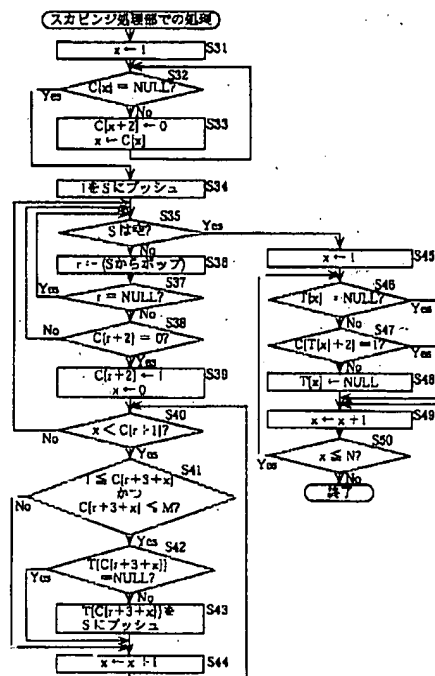 スカビンジ処理部での処理
x ← 1
S31
S32
C[x] = NULL?
Yes
No
C[x+2] ← 0
x ← C[x]
S33
1をSにプッシュ
S34
S35
Sは空?
Yes
No
r ← (Sからポップ)
S36
S37
r = NULL?
Yes
No
S38
C[r+2] = 0?
No
Yes
C[r+2] ← 1
x ← 0
S39
S40
x < C[r+1]?
No
Yes
S41
1 ≦ C[r+3+x]
かつ
C[r+3+x] ≦ M?
No
Yes
S42
T[C[r+3+x]]
=NULL?
Yes
No
T[C[r+3+x]]を
Sにプッシュ
S43
x ← x+1
S44
x ← 1
S45
S46
T[x] = NULL?
Yes
No
S47
C[T[x]+2] = 1?
Yes
No
T[x] ← NULL
S48
x ← x+1
S49
S50
x ≦ N?
Yes
No
終了